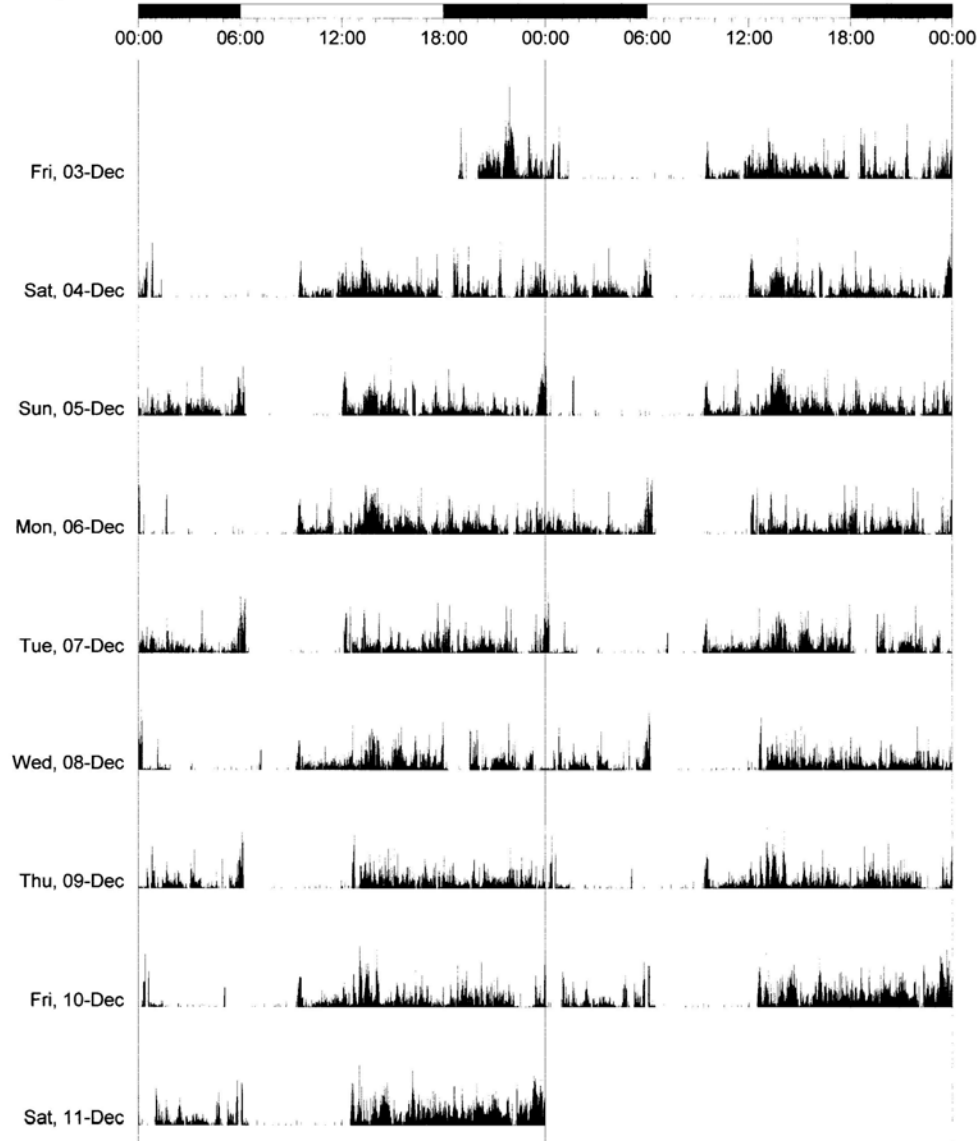 00:00 06:00 12:00 18:00 00:00 06:00 12:00 18:00 00:00
Fri, 03-Dec
Sat, 04-Dec
Sun, 05-Dec
Mon, 06-Dec
Tue, 07-Dec
Wed, 08-Dec
Thu, 09-Dec
Fri, 10-Dec
Sat, 11-Dec